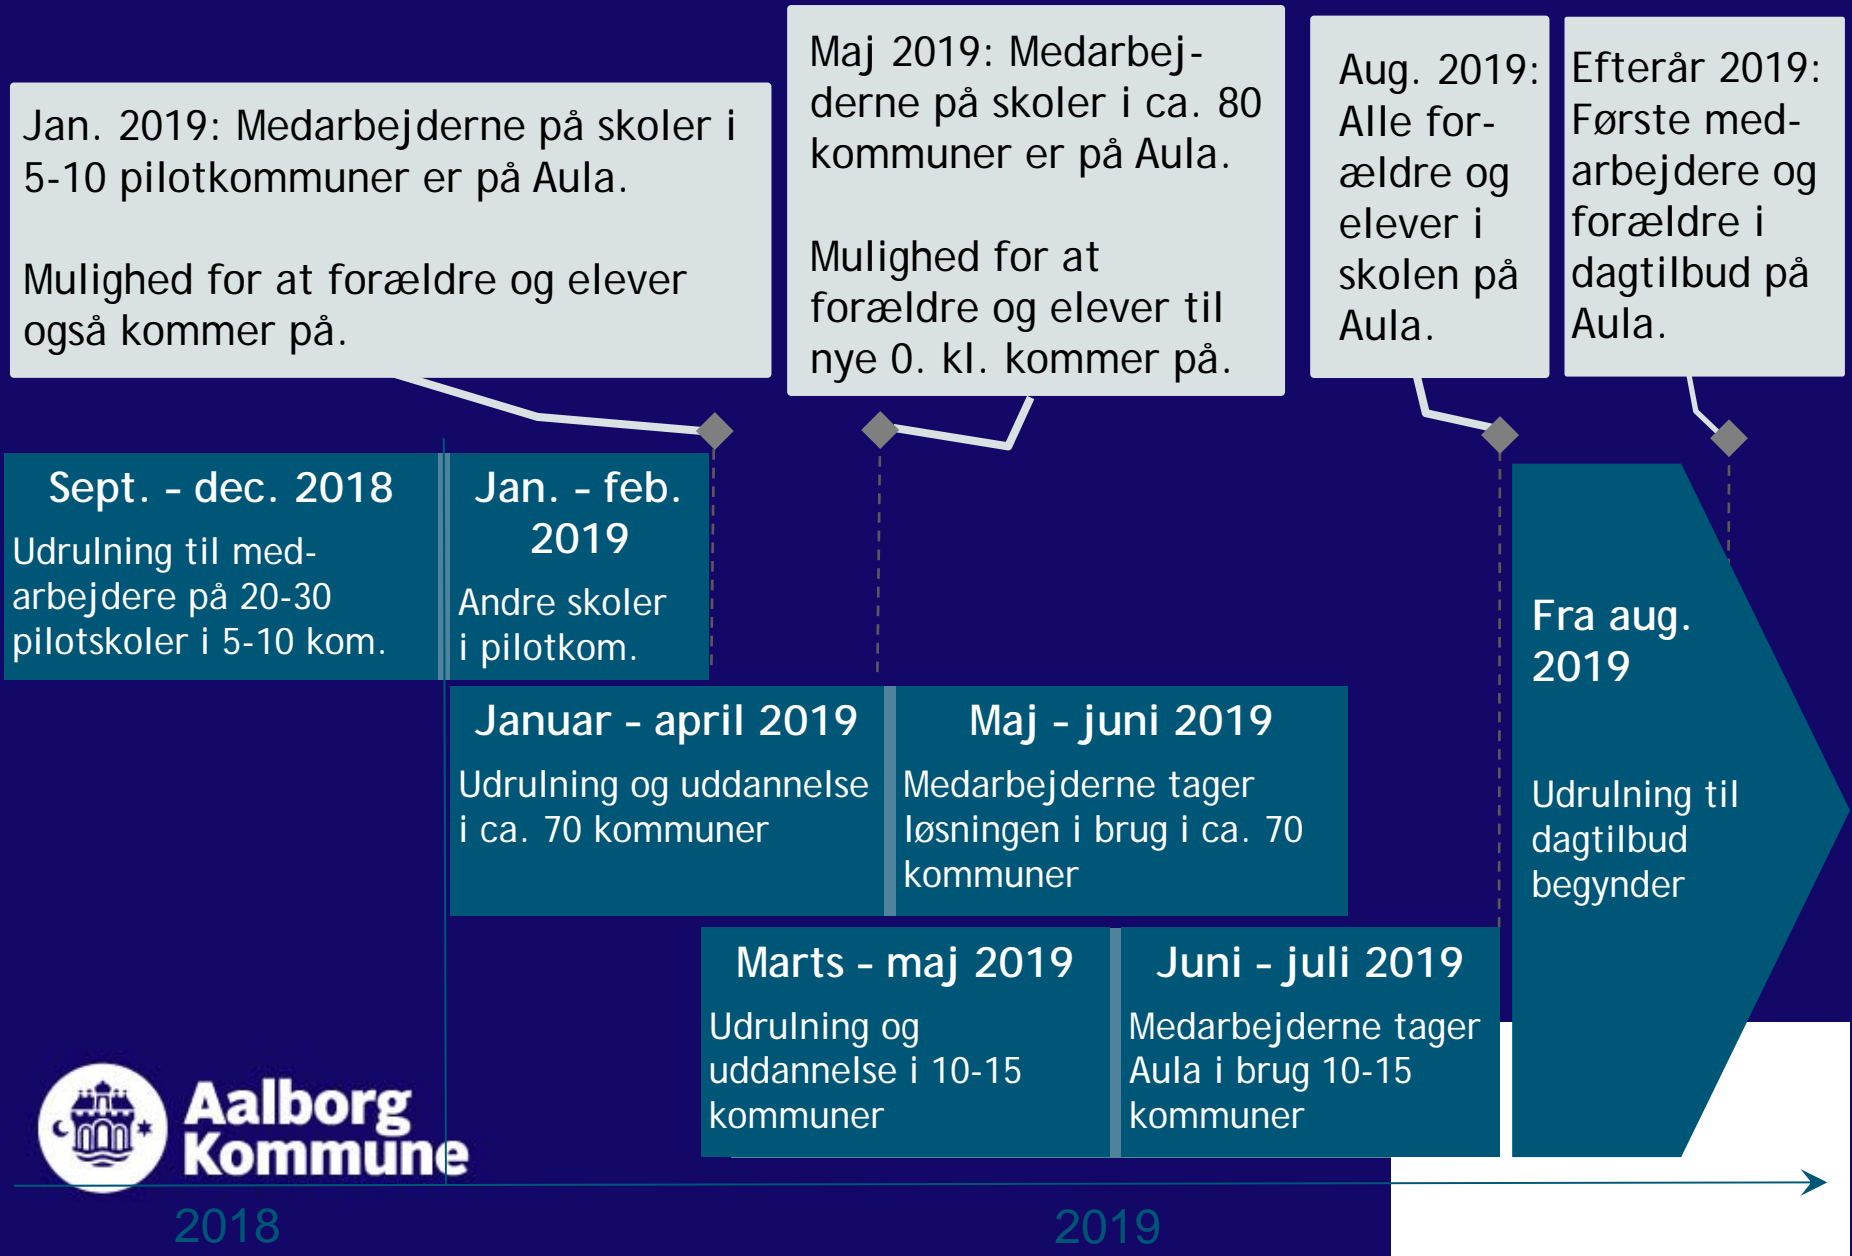 Jan. 2019: Medarbejderne på skoler i
5-10 pilotkommuner er på Aula.
Mulighed for at forældre og elever
også kommer på.
Maj 2019: Medarbej-
derne på skoler i ca. 80
kommuner er på Aula.
Mulighed for at
forældre og elever til
nye 0. kl. kommer på.
Aug. 2019:
Alle for-
ældre og
elever i
skolen på
Aula.
Efterår 2019:
Første med-
arbejdere og
forældre i
dagtilbud på
Aula.
Sept. - dec. 2018
Udrulning til med-
arbejdere på 20-30
pilotskoler i 5-10 kom.
Jan. - feb.
2019
Andre skoler
i pilotkom.
Januar - april 2019
Udrulning og uddannelse
i ca. 70 kommuner
Maj - juni 2019
Medarbejderne tager
løsningen i brug i ca. 70
kommuner
Marts - maj 2019
Udrulning og
uddannelse i 10-15
kommuner
Juni - juli 2019
Medarbejderne tager
Aula i brug 10-15
kommuner
Fra aug.
2019
Udrulning til
dagtilbud
begynder
Aalborg
Kommune
2018
2019